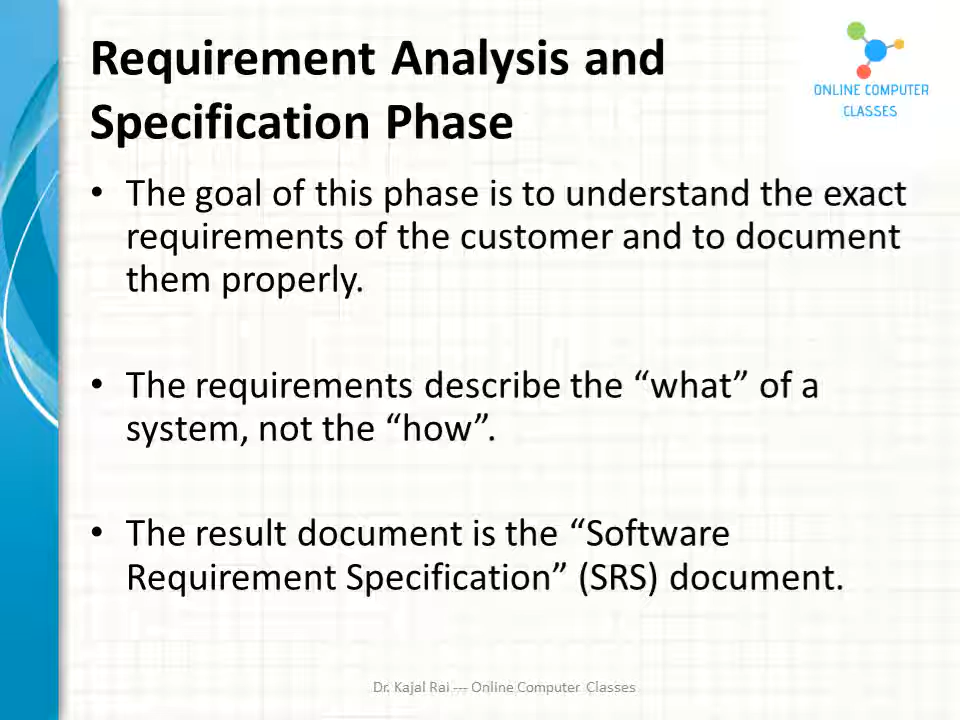 Requirement Analysis and
Specification Phase
ONLINE COMPUTER
CLASSES
• The goal of this phase is to understand the exact
requirements of the customer and to document
them properly.
• The requirements describe the “what” of a
system, not the “how”.
• The result document is the “Software
Requirement Specification” (SRS) document.
Dr. Kajal Rai --- Online Computer Classes